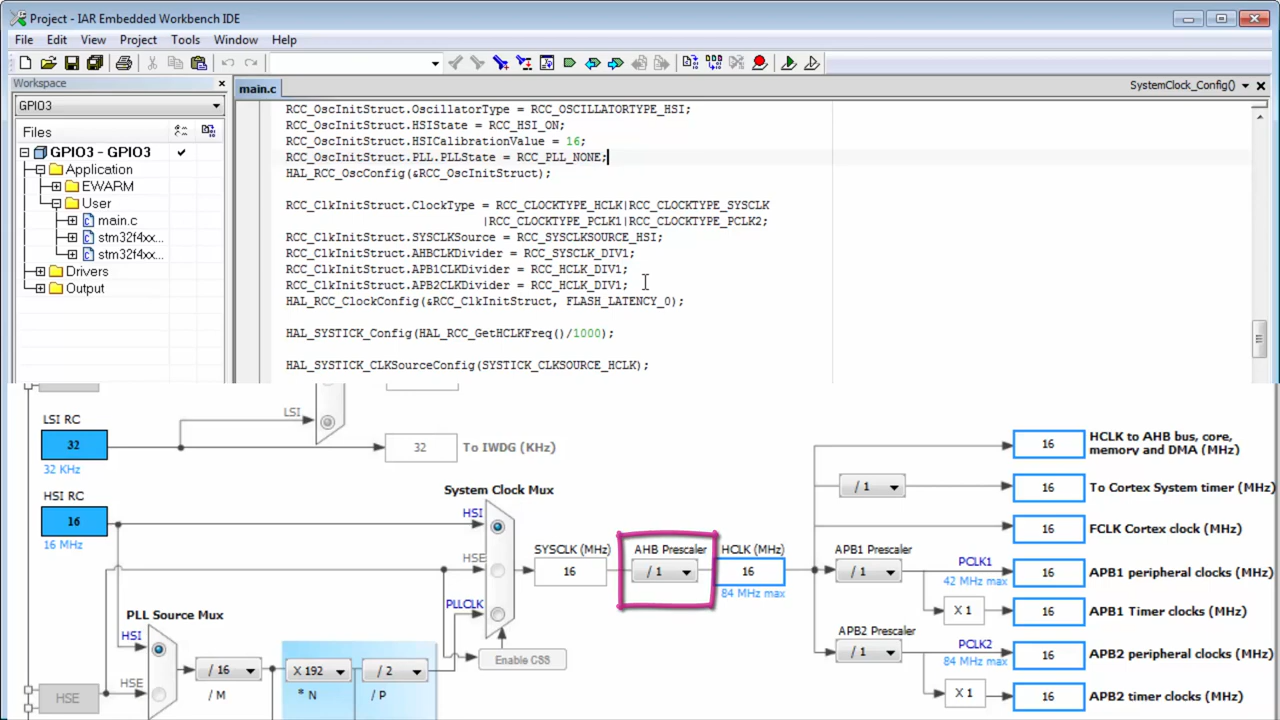 Project - IAR Embedded Workbench IDE
File Edit View Project Tools Window Help
Workspace
main.c
SystemClock_Config()
GPIO3
Files
GPIO3 - GPIO3
Application
EWARM
User
main.c
stm32f4xx...
stm32f4xx...
Drivers
Output
RCC_OscInitStruct.OscillatorType = RCC_OSCILLATORTYPE_HSI;
RCC_OscInitStruct.HSIState = RCC_HSI_ON;
RCC_OscInitStruct.HSICalibrationValue = 16;
RCC_OscInitStruct.PLL.PLLState = RCC_PLL_NONE;
HAL_RCC_OscConfig(&RCC_OscInitStruct);
RCC_ClkInitStruct.ClockType = RCC_CLOCKTYPE_HCLK|RCC_CLOCKTYPE_SYSCLK
|RCC_CLOCKTYPE_PCLK1|RCC_CLOCKTYPE_PCLK2;
RCC_ClkInitStruct.SYSCLKSource = RCC_SYSCLKSOURCE_HSI;
RCC_ClkInitStruct.AHBCLKDivider = RCC_SYSCLK_DIV1;
RCC_ClkInitStruct.APB1CLKDivider = RCC_HCLK_DIV1;
RCC_ClkInitStruct.APB2CLKDivider = RCC_HCLK_DIV1;
HAL_RCC_ClockConfig(&RCC_ClkInitStruct, FLASH_LATENCY_0);
HAL_SYSTICK_Config(HAL_RCC_GetHCLKFreq()/1000);
HAL_SYSTICK_CLKSourceConfig(SYSTICK_CLKSOURCE_HCLK);
LSI RC
32
32 KHz
LSI
32
To IWDG (KHz)
HSI RC
16
16 MHz
System Clock Mux
HSI
HSE
PLLCLK
Enable CSS
SYSCLK (MHz)
16
AHB Prescaler
/ 1
HCLK (MHz)
16
84 MHz max
PLL Source Mux
HSI
HSE
HSE
/ 16
/ M
X 192
* N
/ 2
/ P
16
HCLK to AHB bus, core,
memory and DMA (MHz)
/ 1
16
To Cortex System timer (MHz)
16
FCLK Cortex clock (MHz)
APB1 Prescaler
/ 1
PCLK1
42 MHz max
16
APB1 peripheral clocks (MHz)
X 1
16
APB1 Timer clocks (MHz)
APB2 Prescaler
/ 1
PCLK2
84 MHz max
16
APB2 peripheral clocks (MHz)
X 1
16
APB2 timer clocks (MHz)